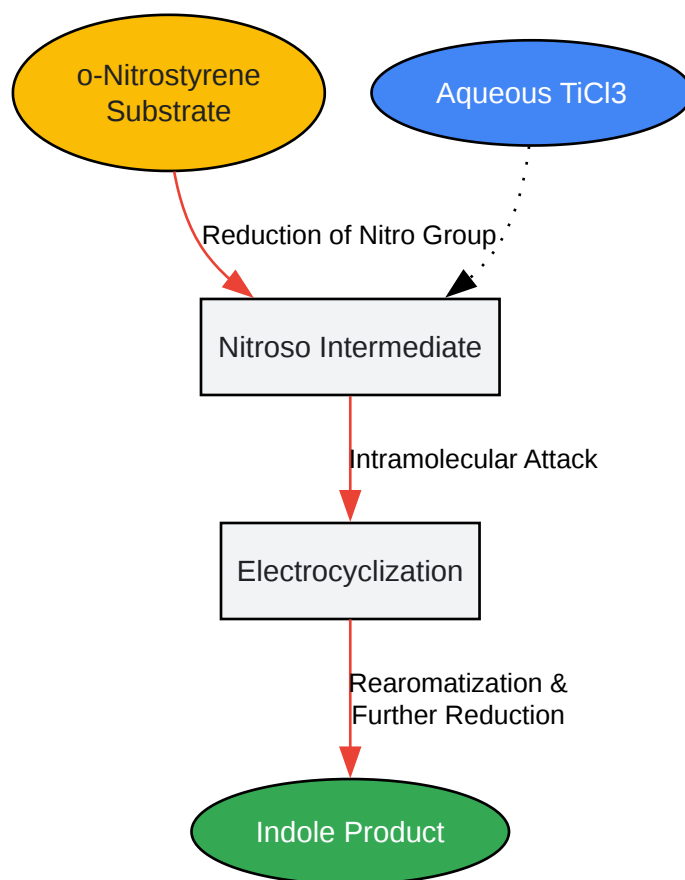 o-Nitrostyrene
Substrate
Aqueous TiCl3
Reduction of Nitro Group
Nitroso Intermediate
Intramolecular Attack
Electrocyclization
Rearomatization &
Further Reduction
Indole Product